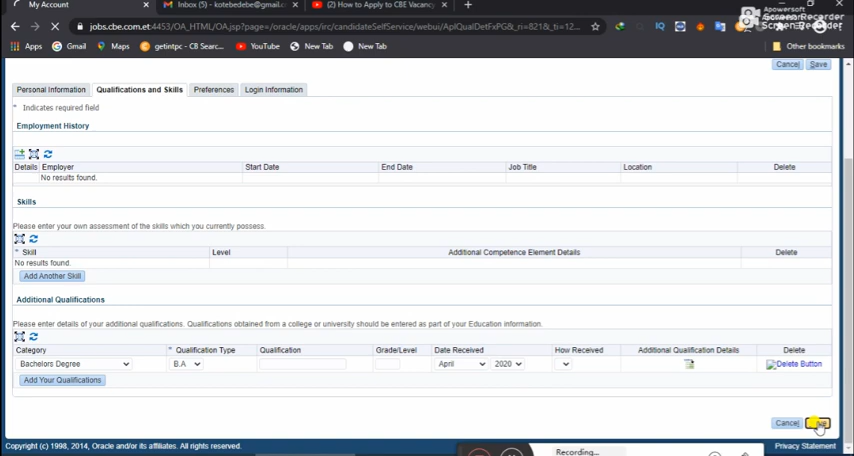 My Account
Inbox (5) - kotebedebe@gmail.c
(2) How to Apply to CBE Vacancy
Apowersoft
Screen Recorder
jobs.cbe.com.et:4453/OA_HTML/OA.jsp?page=/oracle/apps/irc/candidateSelfService/webui/AplQualDetFxPG&_ri=821&_ti=12...
Apps
Gmail
Maps
getintpc - CB Searc...
YouTube
New Tab
New Tab
Other bookmarks
Cancel Save
Personal Information Qualifications and Skills Preferences Login Information
* Indicates required field
Employment History
Details Employer Start Date End Date Job Title Location Delete
No results found.
Skills
Please enter your own assessment of the skills which you currently possess.
* Skill Level Additional Competence Element Details Delete
No results found.
Add Another Skill
Additional Qualifications
Please enter details of your additional qualifications. Qualifications obtained from a college or university should be entered as part of your Education information.
Category * Qualification Type Qualification Grade/Level Date Received How Received Additional Qualification Details Delete
Bachelors Degree B.A April 2020 Delete Button
Add Your Qualifications
Cancel
Copyright (c) 1998, 2014, Oracle and/or its affiliates. All rights reserved. Privacy Statement
Recording...